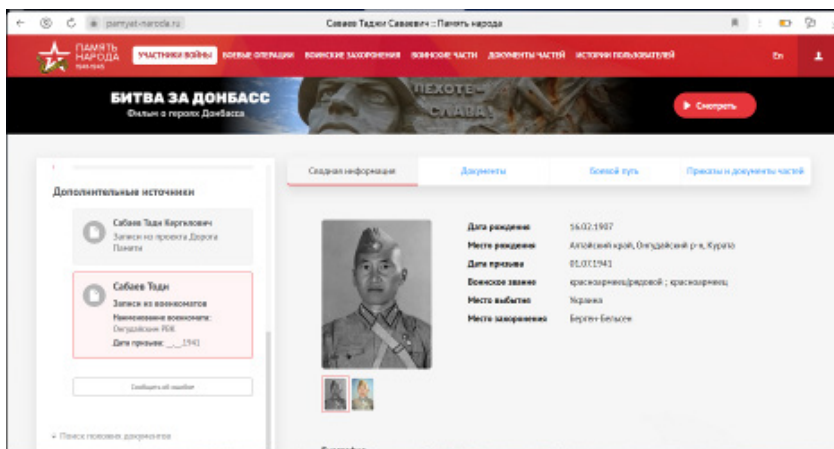 pamyat-naroda.ru
Сабаев Таджи Саваевич :: Память народа
ПАМЯТЬ
НАРОДА
1941-1945
УЧАСТНИКИ ВОЙНЫ
БОЕВЫЕ ОПЕРАЦИИ
ВОИНСКИЕ ЗАХОРОНЕНИЯ
ВОИНСКИЕ ЧАСТИ
ДОКУМЕНТЫ ЧАСТЕЙ
ИСТОРИИ ПОЛЬЗОВАТЕЛЕЙ
En
БИТВА ЗА ДОНБАСС
Фильм о героях Донбасса
ПЕХОТЕ-
СЛАВА!
Смотреть
Сводная информация
Документы
Боевой путь
Приказы и документы частей
Дополнительные источники
Сабаев Тади Кергилович
Записи из проекта Дорога
Памяти
Сабаев Тади
Записи из военкоматов
Наименование военкомата:
Онгудайский РВК
Дата призыва: __.__.1941
Сообщить об ошибке
Поиск похожих документов
Дата рождения 16.02.1907
Место рождения Алтайский край, Онгудайский р-н, Курата
Дата призыва 01.07.1941
Воинское звание красноармеец/рядовой ; красноармеец
Место выбытия Украина
Место захоронения Берген-Бельсен